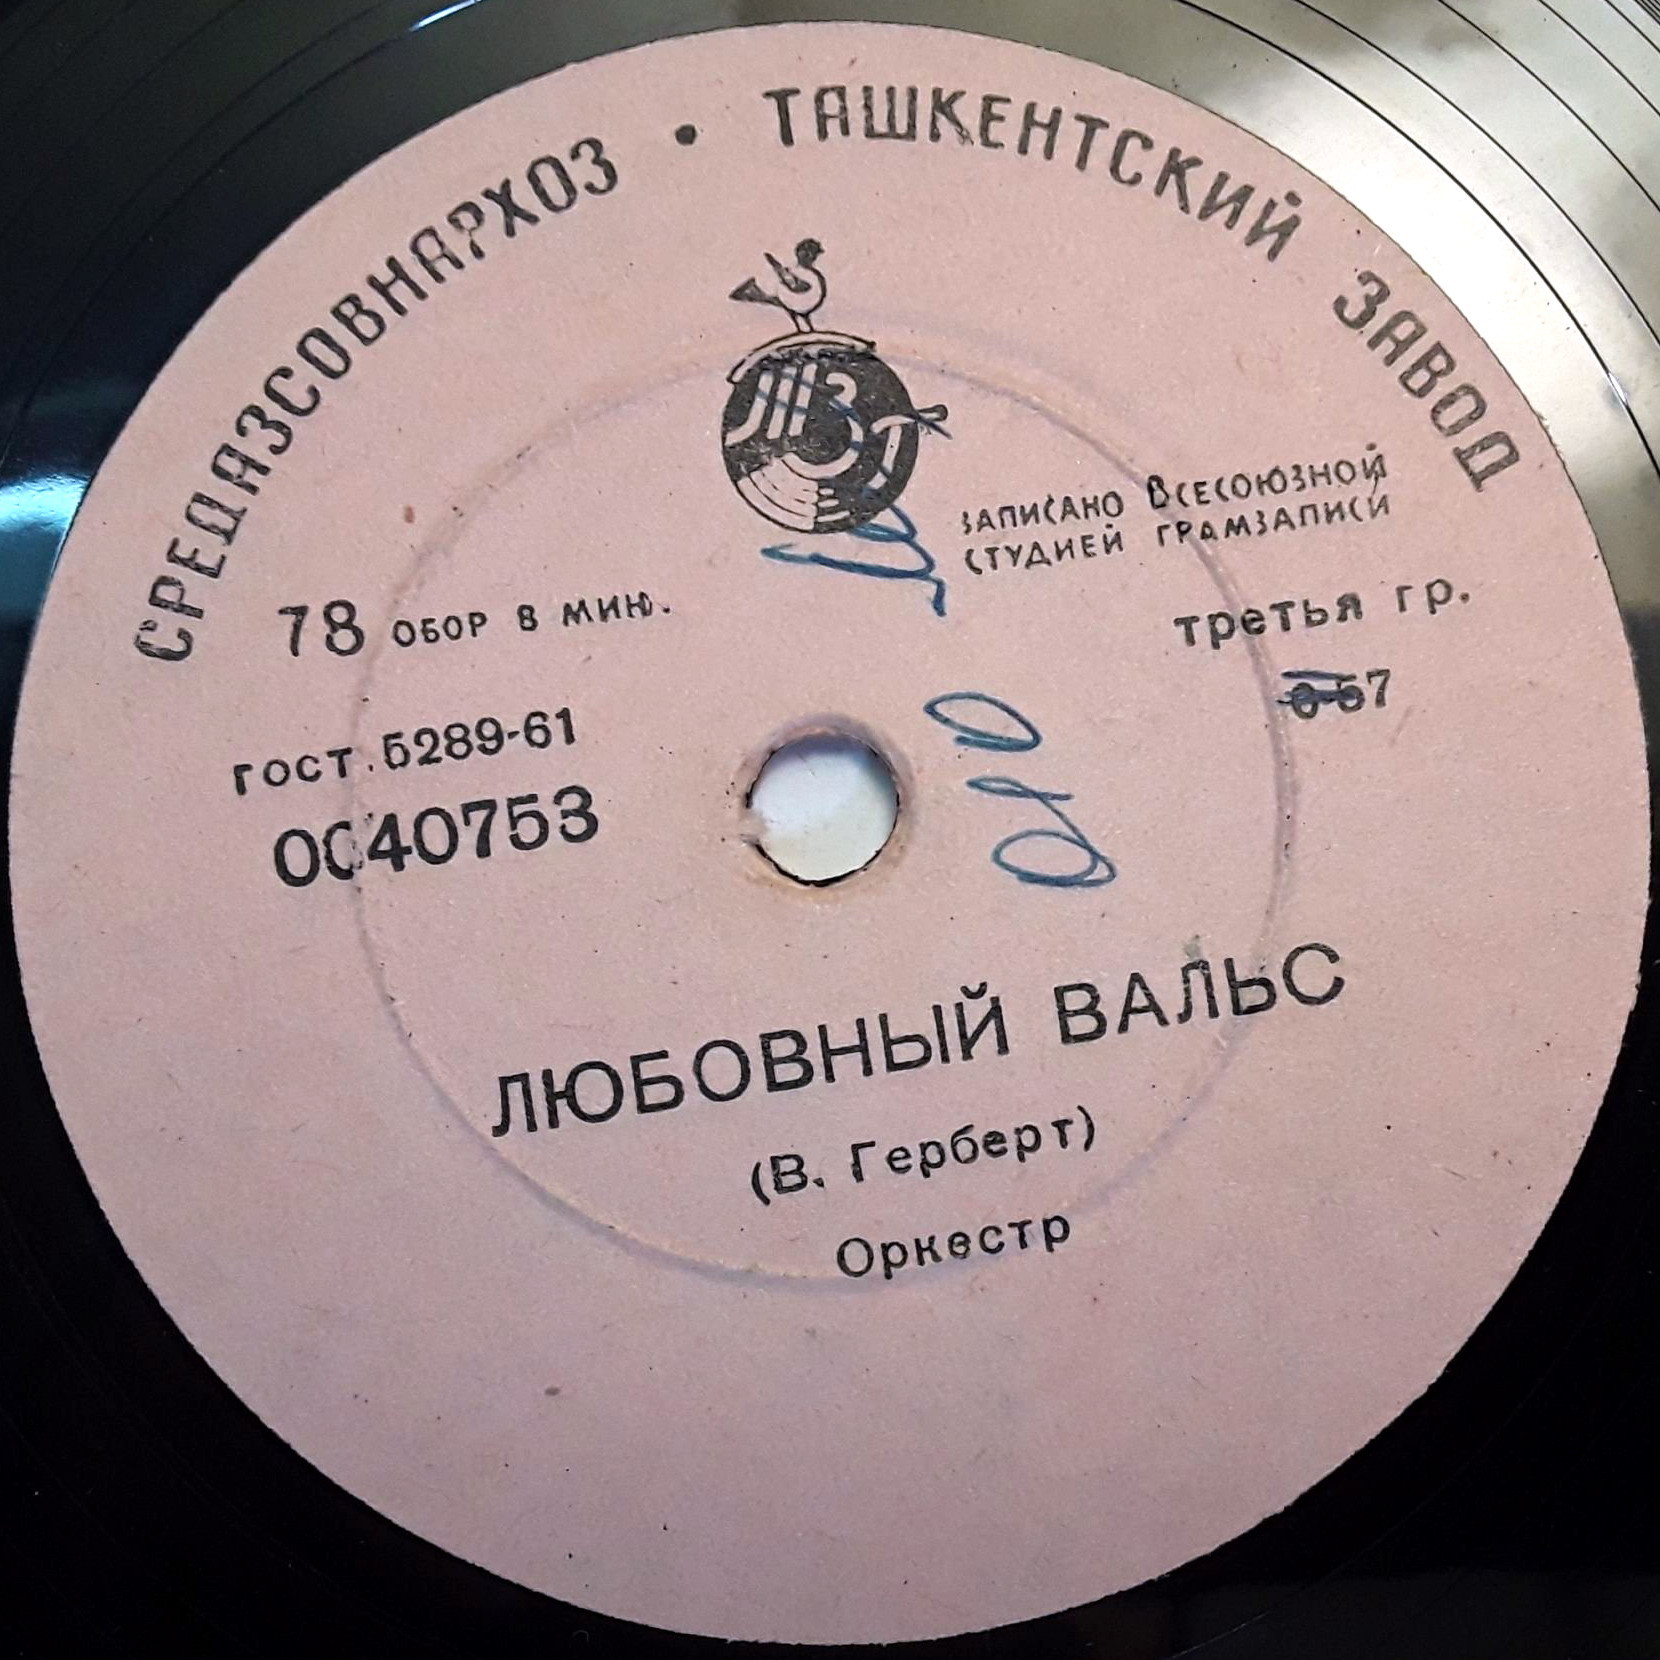 СРЕДАЗСОВНАРХОЗ • ТАШКЕНТСКИЙ ЗАВОД
ЗАПИСАНО ВСЕСОЮЗНОЙ
СТУДИЕЙ ГРАМЗАПИСИ
78 ОБОР В МИН.
третья гр.
гост. 5289-61
0040753
ЛЮБОВНЫЙ ВАЛЬС
(В. Герберт)
Оркестр